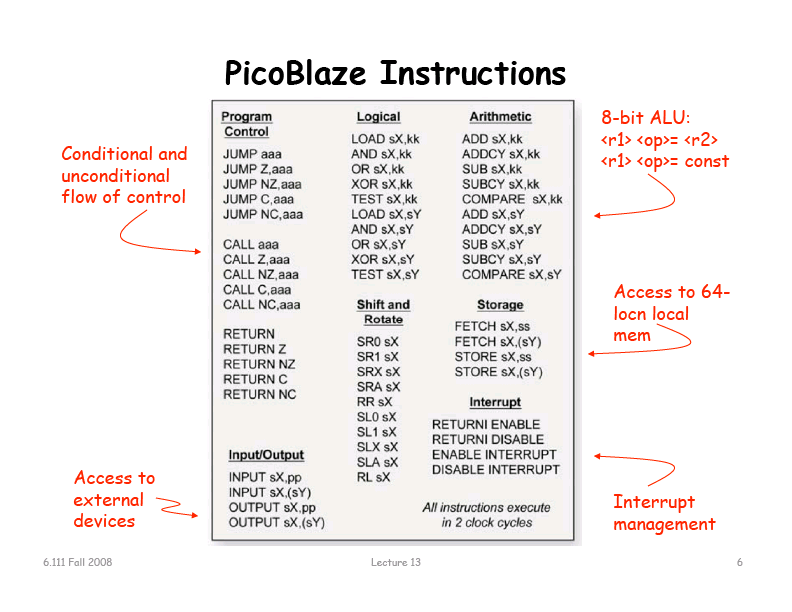 PicoBlaze Instructions
Conditional and
unconditional
flow of control
Access to
external
devices
Program
Control
JUMP aaa
JUMP Z,aaa
JUMP NZ,aaa
JUMP C,aaa
JUMP NC,aaa
CALL aaa
CALL Z,aaa
CALL NZ,aaa
CALL C,aaa
CALL NC,aaa
RETURN
RETURN Z
RETURN NZ
RETURN C
RETURN NC
Input/Output
INPUT sX,pp
INPUT sX,(sY)
OUTPUT sX,pp
OUTPUT sX,(sY)
Logical
LOAD sX,kk
AND sX,kk
OR sX,kk
XOR sX,kk
TEST sX,kk
LOAD sX,sY
AND sX,sY
OR sX,sY
XOR sX,sY
TEST sX,sY
Shift and
Rotate
SR0 sX
SR1 sX
SRX sX
SRA sX
RR sX
SL0 sX
SL1 sX
SLX sX
SLA sX
RL sX
Arithmetic
ADD sX,kk
ADDCY sX,kk
SUB sX,kk
SUBCY sX,kk
COMPARE sX,kk
ADD sX,sY
ADDCY sX,sY
SUB sX,sY
SUBCY sX,sY
COMPARE sX,sY
Storage
FETCH sX,ss
FETCH sX,(sY)
STORE sX,ss
STORE sX,(sY)
Interrupt
RETURNI ENABLE
RETURNI DISABLE
ENABLE INTERRUPT
DISABLE INTERRUPT
All instructions execute
in 2 clock cycles
8-bit ALU:
<r1> <op>= <r2>
<r1> <op>= const
Access to 64-
locn local
mem
Interrupt
management
6.111 Fall 2008
Lecture 13
6